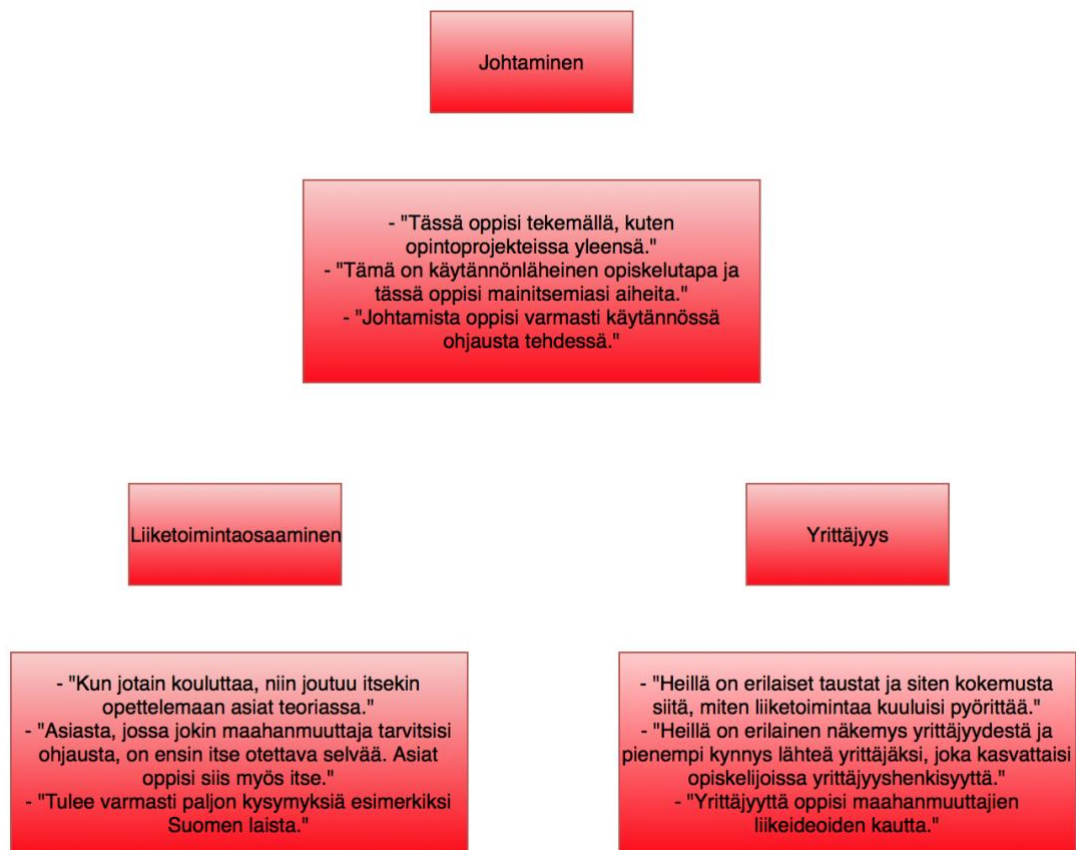 Johtaminen
- "Tässä oppisi tekemällä, kuten
opintoprojekteissa yleensä."
- "Tämä on käytännönläheinen opiskelutapa ja
tässä oppisi mainitsemiasi aiheita."
- "Johtamista oppisi varmasti käytännössä
ohjausta tehdessä."
Liiketoimintaosaaminen
- "Kun jotain kouluttaa, niin joutuu itsekin
opettelemaan asiat teoriassa."
- "Asiasta, jossa jokin maahanmuuttaja tarvitsisi
ohjausta, on ensin itse otettava selvää. Asiat
oppisi siis myös itse."
- "Tulee varmasti paljon kysymyksiä esimerkiksi
Suomen laista."
Yrittäjyys
- "Heillä on erilaiset taustat ja siten kokemusta
siitä, miten liiketoimintaa kuuluisi pyörittää."
- "Heillä on erilainen näkemys yrittäjyydestä ja
pienempi kynnys lähteä yrittäjäksi, joka kasvattaisi
opiskelijoissa yrittäjyyshenkisyyttä."
- "Yrittäjyyttä oppisi maahanmuuttajien
liikeideoiden kautta."